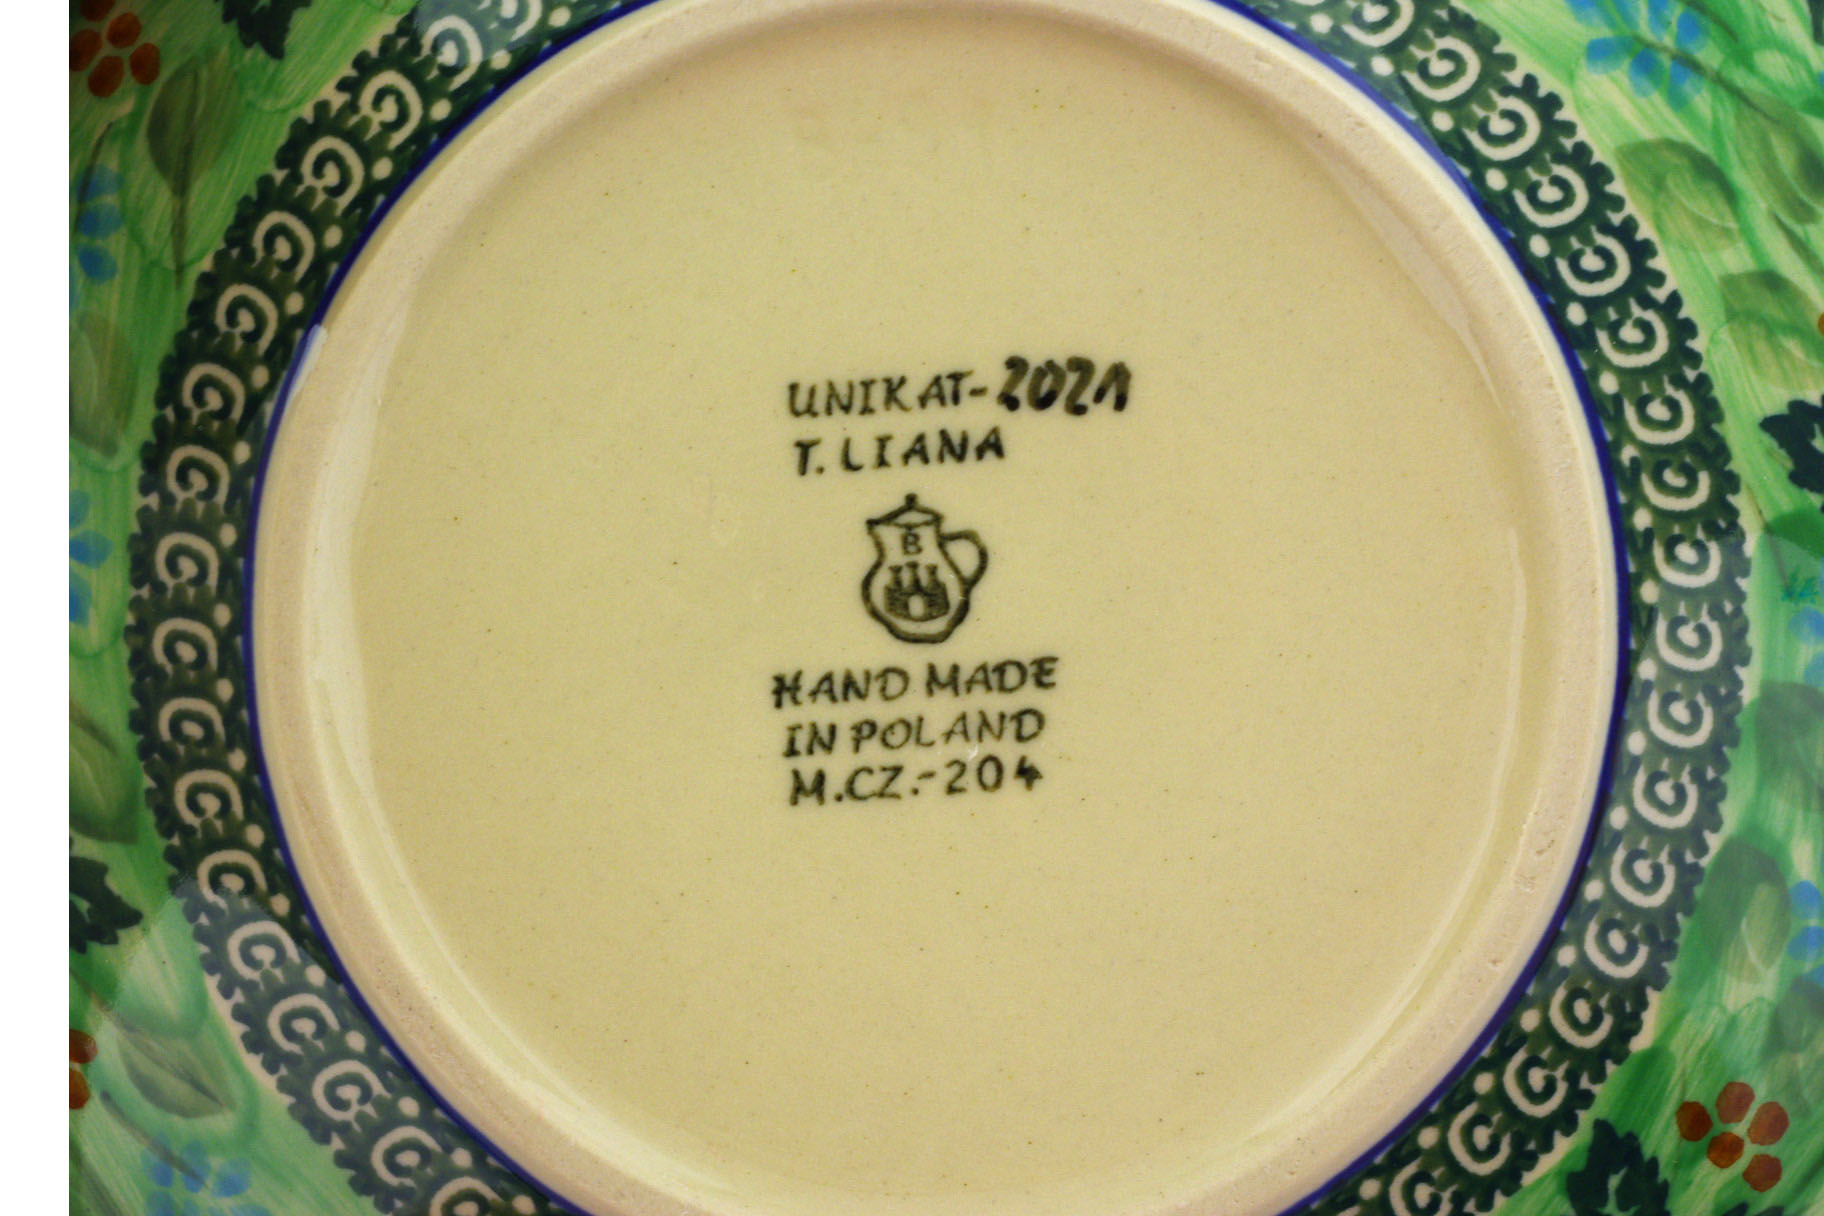 UNIKAT-2021
T. LIANA
B
HAND MADE
IN POLAND
M.CZ.-204